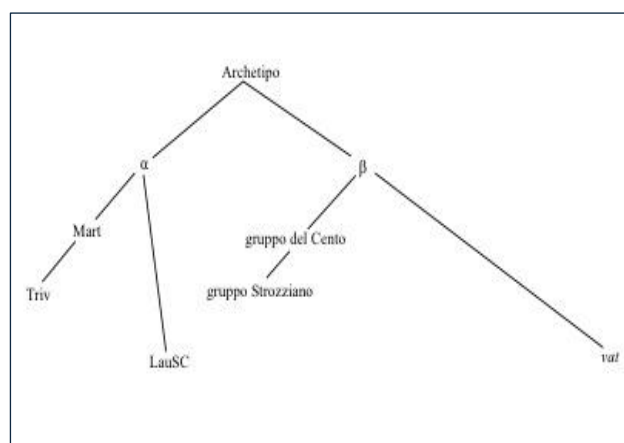 Archetipo
α
β
Mart
gruppo del Cento
Triv
gruppo Strozziano
LauSC
vat